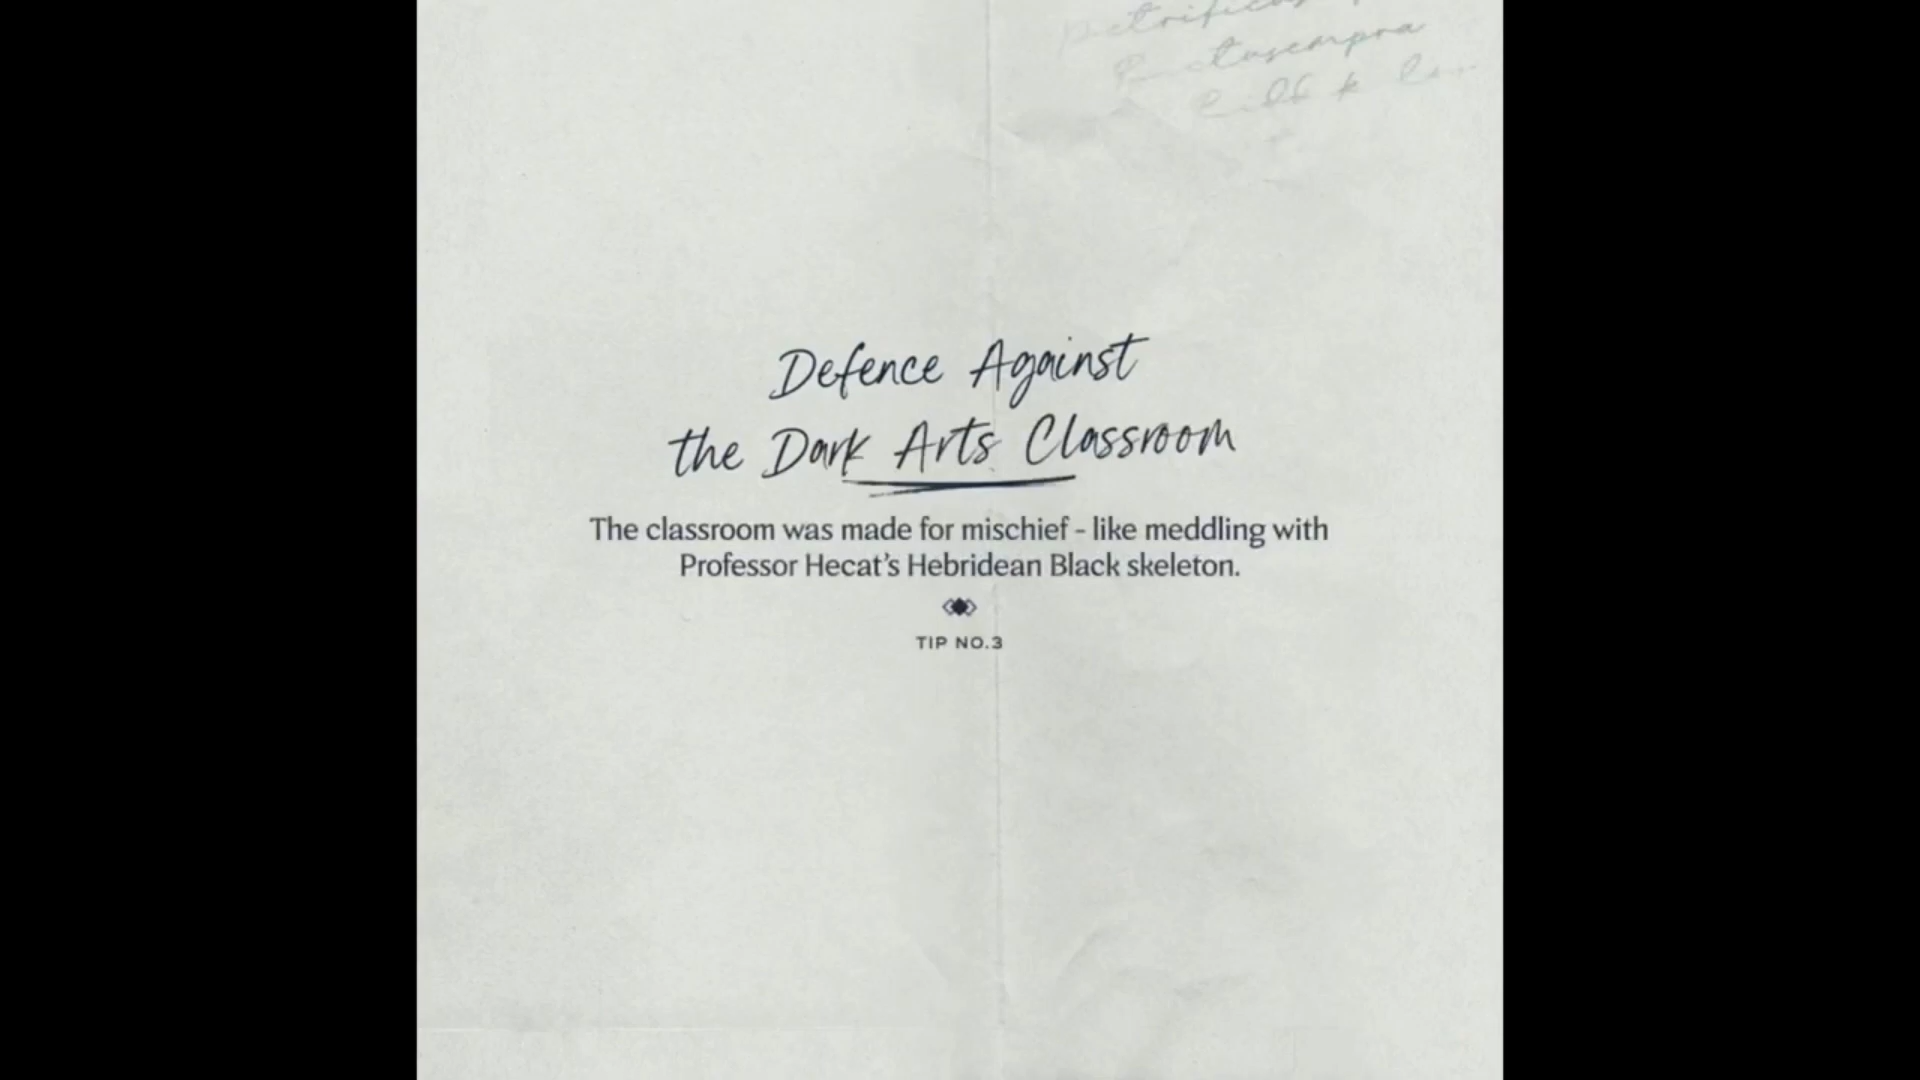 Defence Against
the Dark Arts Classroom
The classroom was made for mischief - like meddling with
Professor Hecat's Hebridean Black skeleton.
TIP NO.3